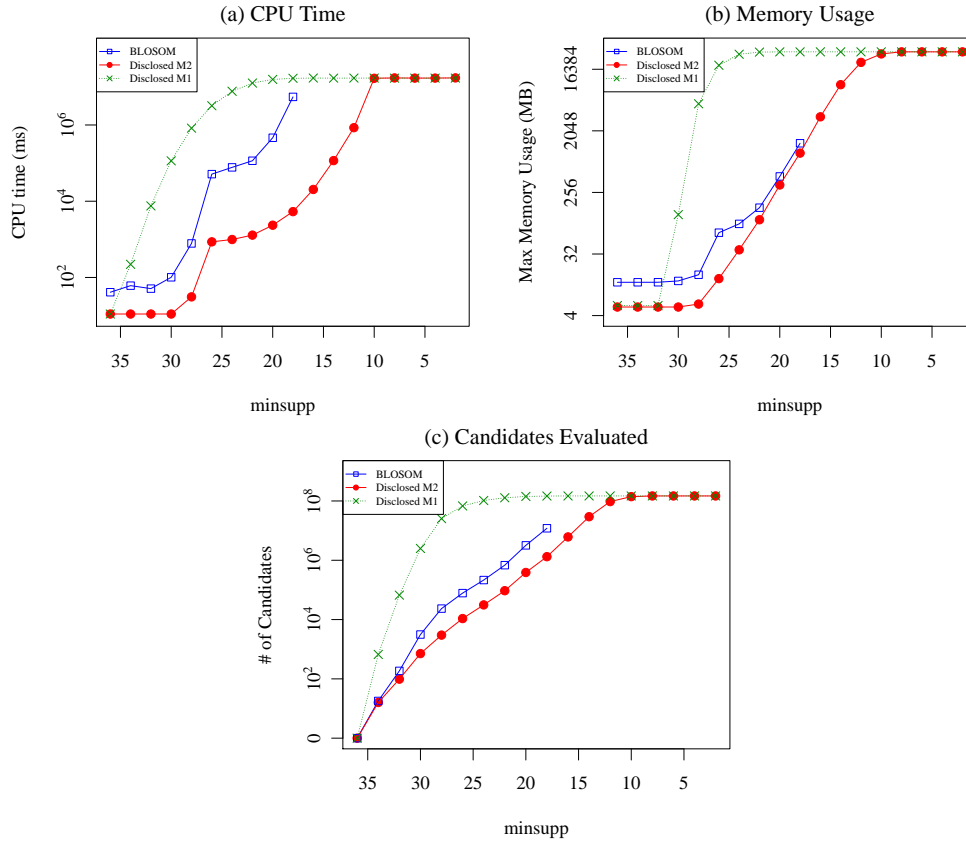 (a) CPU Time
BLOSOM
Disclosed M2
Disclosed M1
CPU time (ms)
10^6
10^4
10^2
35 30 25 20 15 10 5
minsupp
(b) Memory Usage
BLOSOM
Disclosed M2
Disclosed M1
Max Memory Usage (MB)
16384
2048
256
32
4
35 30 25 20 15 10 5
minsupp
(c) Candidates Evaluated
BLOSOM
Disclosed M2
Disclosed M1
# of Candidates
10^8
10^6
10^4
10^2
0
35 30 25 20 15 10 5
minsupp